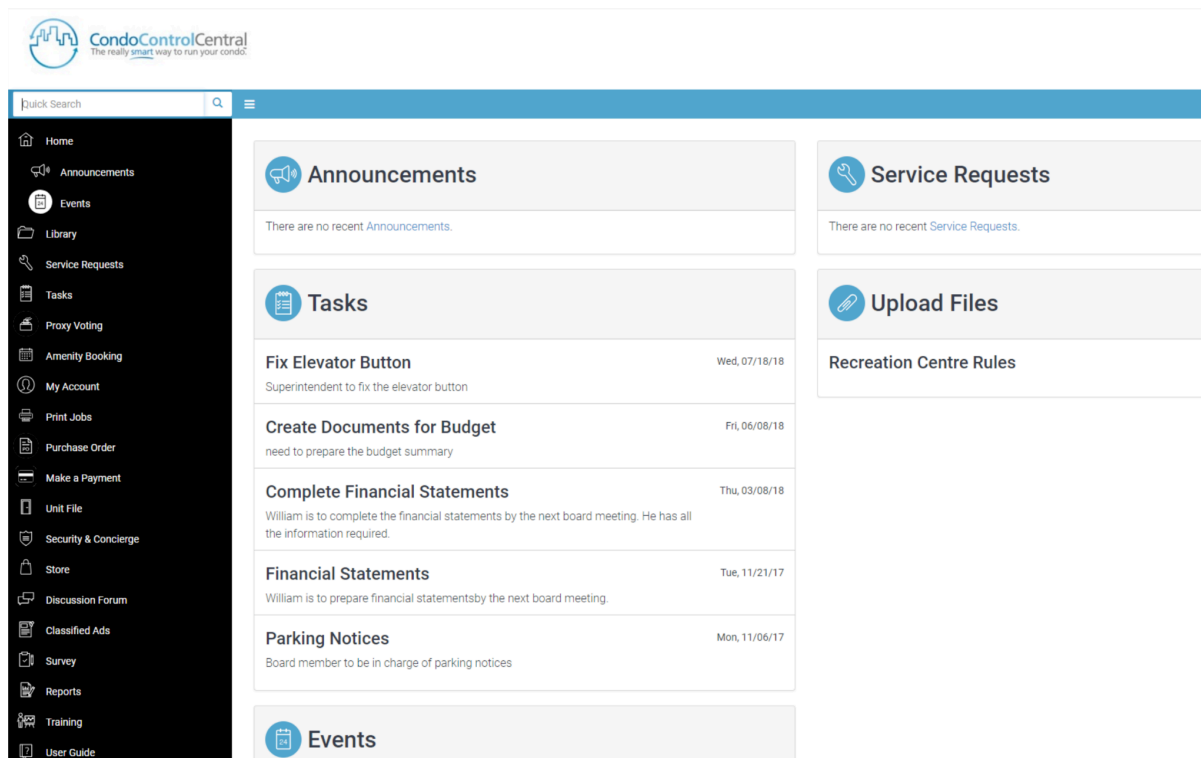 CondoControlCentral
The really smart way to run your condo.
Quick Search
Home
Announcements
24
Events
Library
Service Requests
Tasks
Proxy Voting
Amenity Booking
My Account
Print Jobs
PO
Purchase Order
Make a Payment
Unit File
Security & Concierge
Store
Discussion Forum
Classified Ads
Survey
Reports
Training
?
User Guide
Announcements
There are no recent Announcements.
Tasks
Fix Elevator Button Wed, 07/18/18
Superintendent to fix the elevator button
Create Documents for Budget Fri, 06/08/18
need to prepare the budget summary
Complete Financial Statements Thu, 03/08/18
William is to complete the financial statements by the next board meeting. He has all
the information required.
Financial Statements Tue, 11/21/17
William is to prepare financial statementsby the next board meeting.
Parking Notices Mon, 11/06/17
Board member to be in charge of parking notices
24
Events
Service Requests
There are no recent Service Requests.
Upload Files
Recreation Centre Rules